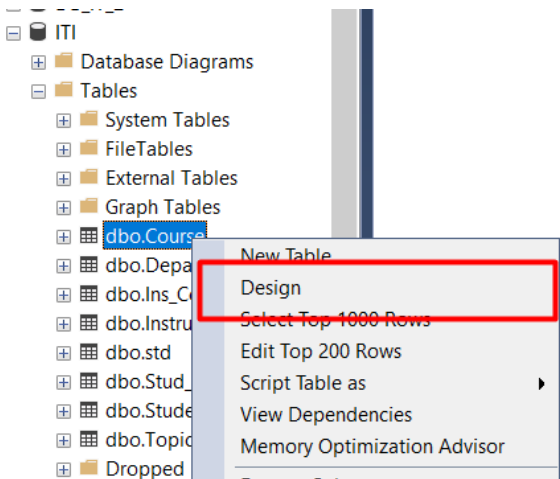 ITI
Database Diagrams
Tables
System Tables
FileTables
External Tables
Graph Tables
dbo.Course
dbo.Depa
dbo.Ins_C
dbo.Instru
dbo.std
dbo.Stud_
dbo.Stude
dbo.Topic
Dropped
New Table
Design
Select Top 1000 Rows
Edit Top 200 Rows
Script Table as
View Dependencies
Memory Optimization Advisor